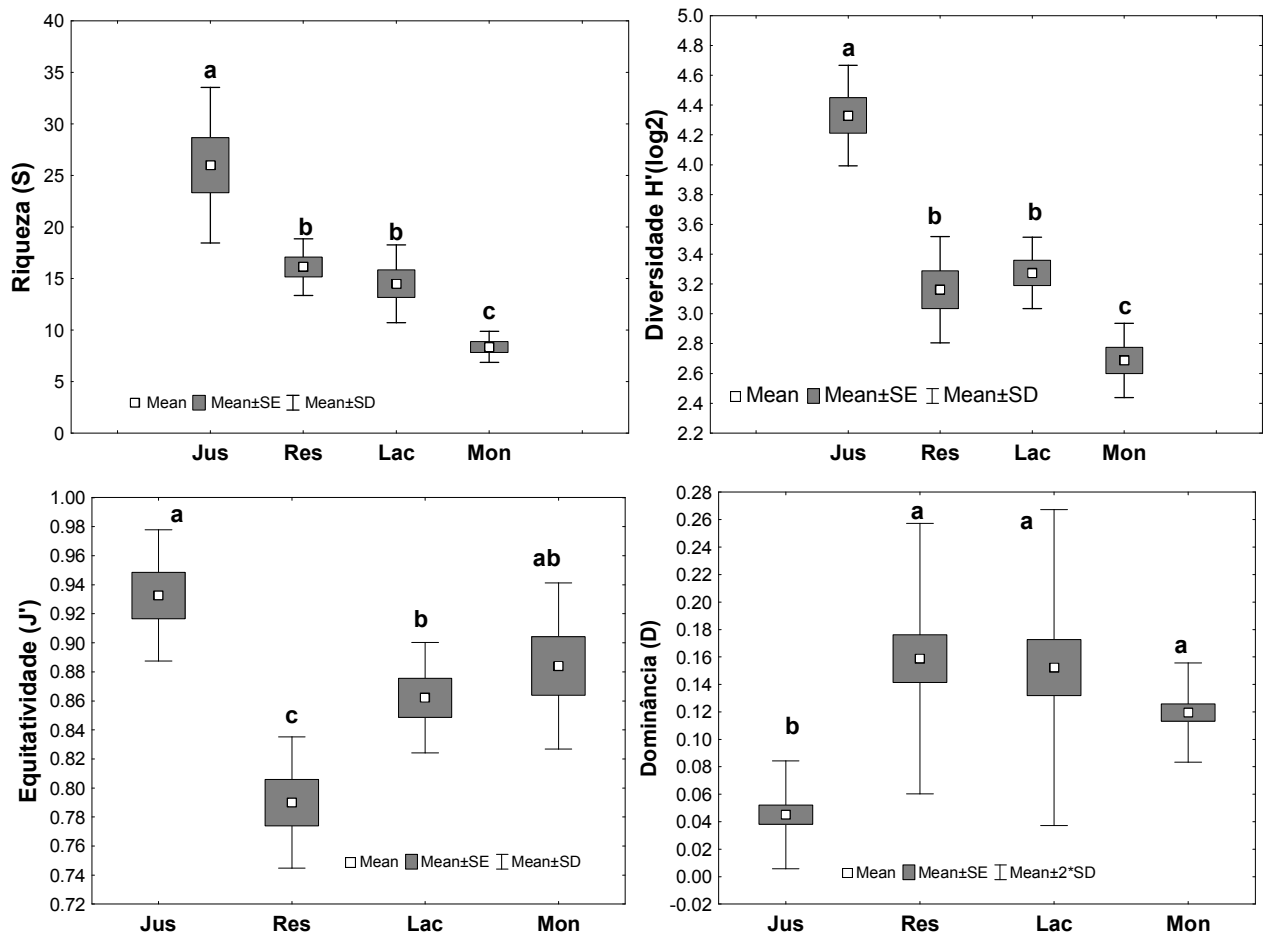 40
35
30
25
20
15
10
5
0
Riqueza (S)
a
b
b
c
Mean Mean±SE Mean±SD
Jus Res Lac Mon
5.0
4.8
4.6
4.4
4.2
4.0
3.8
3.6
3.4
3.2
3.0
2.8
2.6
2.4
2.2
Diversidade H'(log2)
a
b
b
c
Mean Mean±SE Mean±SD
Jus Res Lac Mon
1.00
0.98
0.96
0.94
0.92
0.90
0.88
0.86
0.84
0.82
0.80
0.78
0.76
0.74
0.72
Equitatividade (J')
a
c
b
ab
Mean Mean±SE Mean±SD
Jus Res Lac Mon
0.28
0.26
0.24
0.22
0.20
0.18
0.16
0.14
0.12
0.10
0.08
0.06
0.04
0.02
0.00
-0.02
Dominância (D)
b
a
a
a
Mean Mean±SE Mean±2*SD
Jus Res Lac Mon